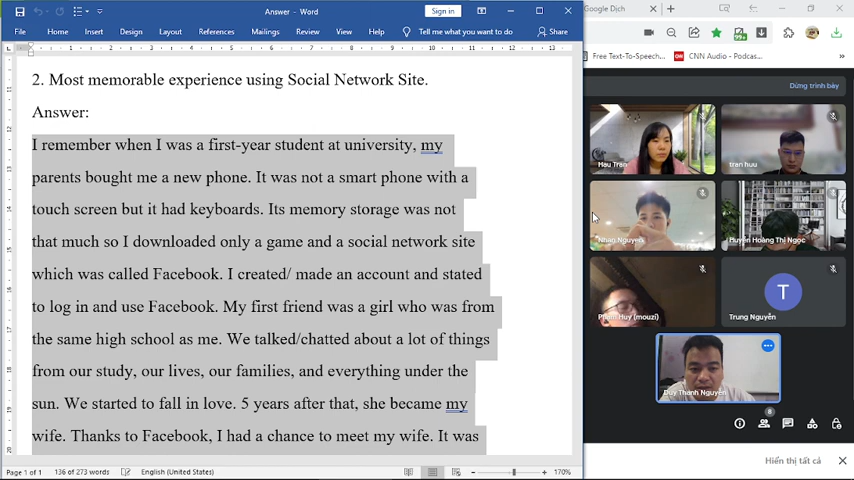 Answer - Word
Sign in
Google Dịch
File Home Insert Design Layout References Mailings Review View Help Tell me what you want to do Share
Free Text-To-Speech...
CNN Audio - Podcas...
Dừng trình bày
2. Most memorable experience using Social Network Site.
Answer:
I remember when I was a first-year student at university, my
parents bought me a new phone. It was not a smart phone with a
touch screen but it had keyboards. Its memory storage was not
that much so I downloaded only a game and a social network site
which was called Facebook. I created/ made an account and stated
to log in and use Facebook. My first friend was a girl who was from
the same high school as me. We talked/chatted about a lot of things
from our study, our lives, our families, and everything under the
sun. We started to fall in love. 5 years after that, she became my
wife. Thanks to Facebook, I had a chance to meet my wife. It was
Hau Tran
tran huu
Nhan Nguyen
Huyền Hoàng Thị Ngọc
Phạm Huy (mouzi)
T
Trung Nguyễn
Duy Thanh Nguyễn
8
Hiển thị tất cả
Page 1 of 1 136 of 273 words English (United States) 170%